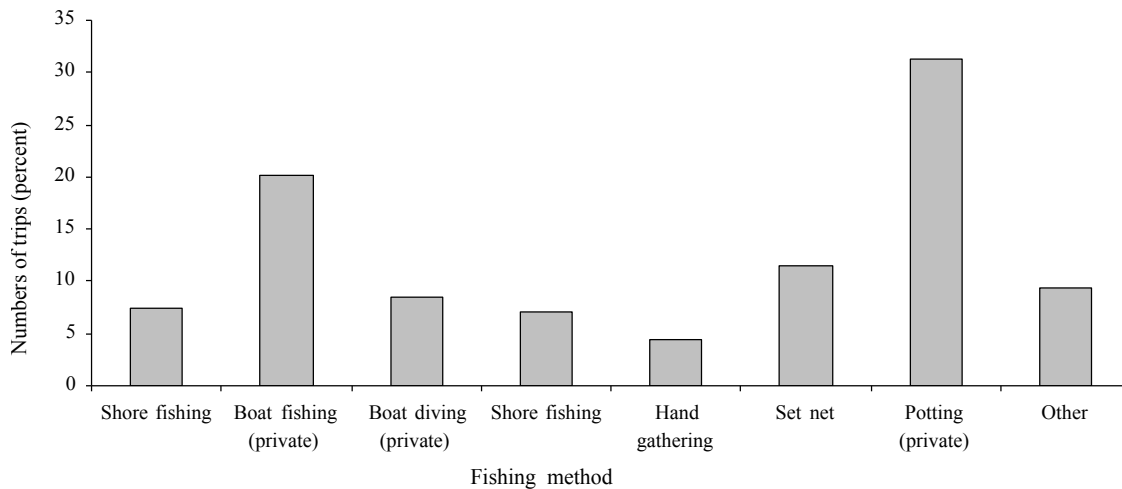 Numbers of trips (percent)
35
30
25
20
15
10
5
0
Shore fishing
Boat fishing
(private)
Boat diving
(private)
Shore fishing
Hand
gathering
Set net
Potting
(private)
Other
Fishing method